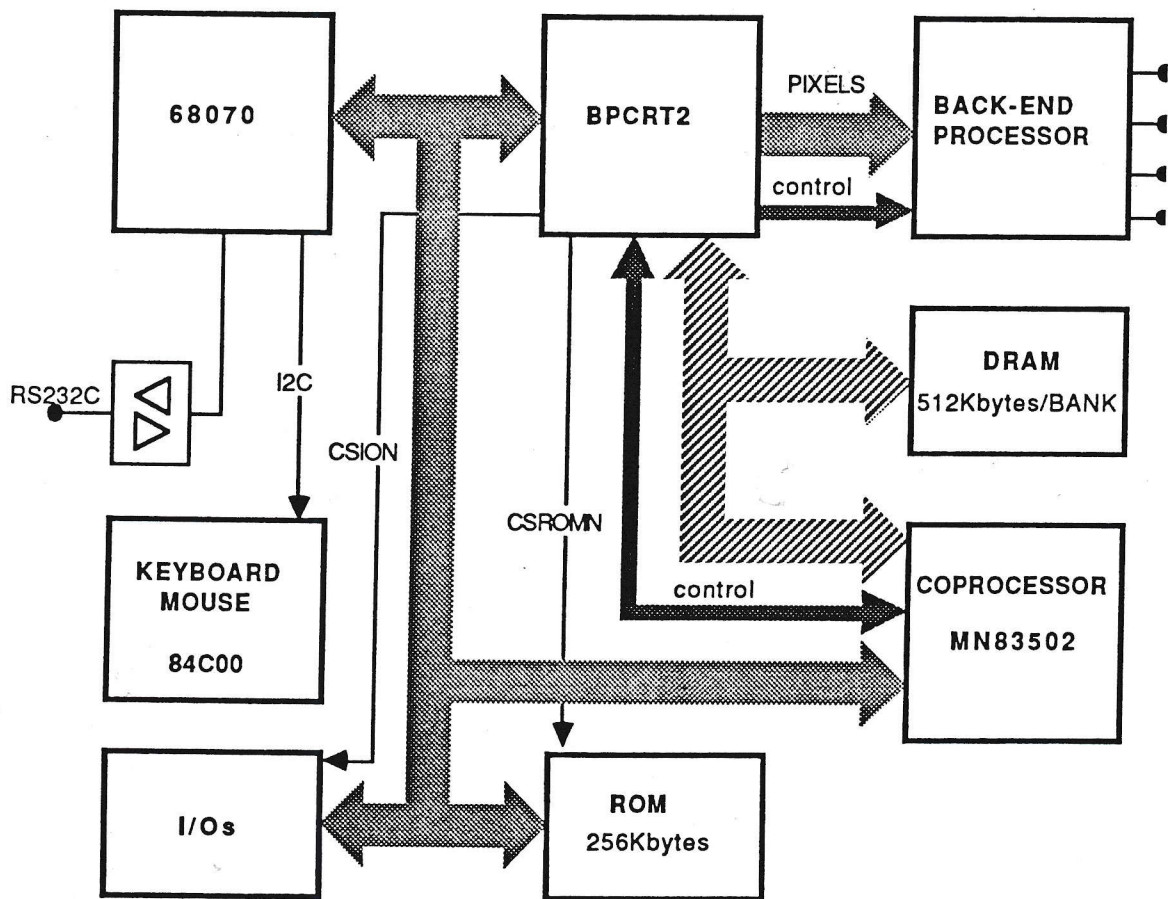 68070
BPCRT2
PIXELS
control
BACK-END
PROCESSOR
RS232C
I2C
CSION
CSROMN
DRAM
512Kbytes/BANK
KEYBOARD
MOUSE
84C00
control
COPROCESSOR
MN83502
I/Os
ROM
256Kbytes